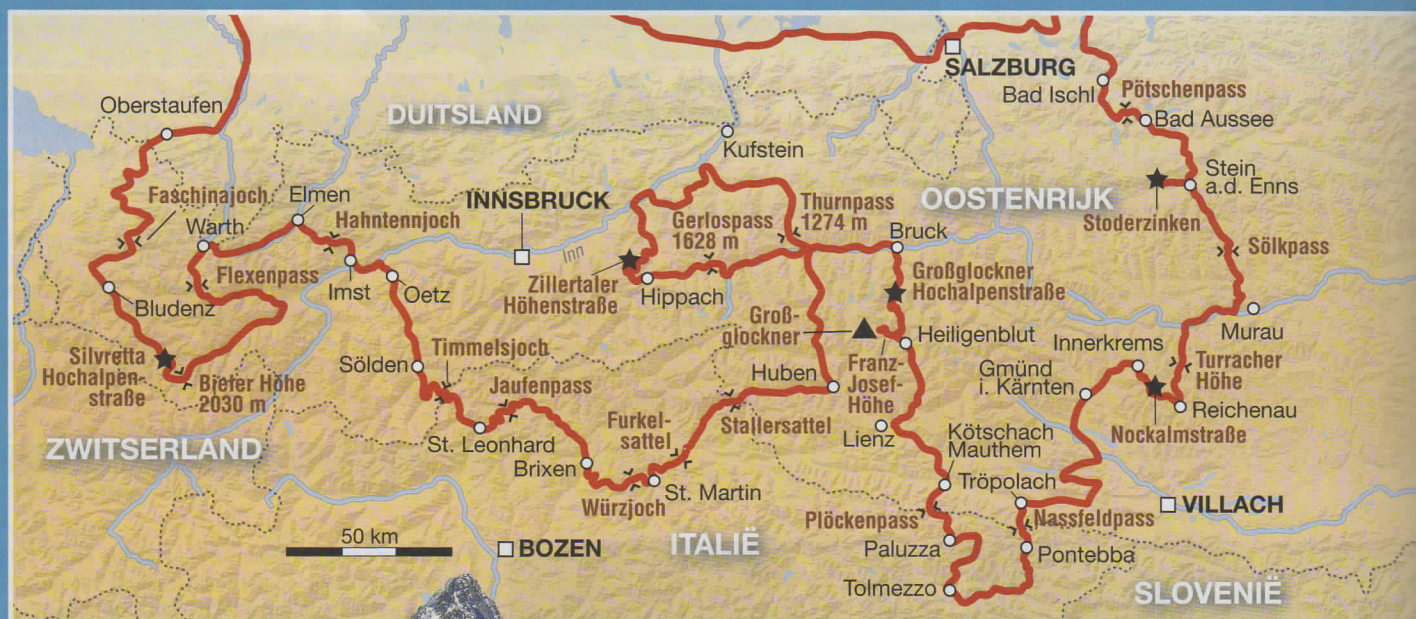 SALZBURG
Bad Ischl
Pötschenpass
Bad Aussee
Oberstaufen
DUITSLAND
Kufstein
Stein
a.d. Enns
Faschinajoch
Elmen
INNSBRUCK
OOSTENRIJK
Stoderzinken
Hahntennjoch
Gerlospass
1628 m
Thurnpass
1274 m
Warth
Inn
Bruck
Sölkpass
Flexenpass
Imst
Oetz
Zillertaler
Höhenstraße
Hippach
Großglockner
Hochalpenstraße
Bludenz
Groß-
glockner
Heiligenblut
Murau
Silvretta
Hochalpen-
straße
Bieler Höhe
2030 m
Sölden
Timmelsjoch
Jaufenpass
Huben
Franz-
Josef-
Höhe
Innerkrems
Gmünd
i. Kärnten
Turracher
Höhe
Reichenau
Nockalmstraße
ZWITSERLAND
St. Leonhard
Furkel-
sattel
Stallersattel
Lienz
Kötschach
Mauthem
Brixen
St. Martin
Würzjoch
Tröpolach
VILLACH
Plöckenpass
Nassfeldpass
50 km
BOZEN
ITALIË
Paluzza
Pontebba
Tolmezzo
SLOVENIË